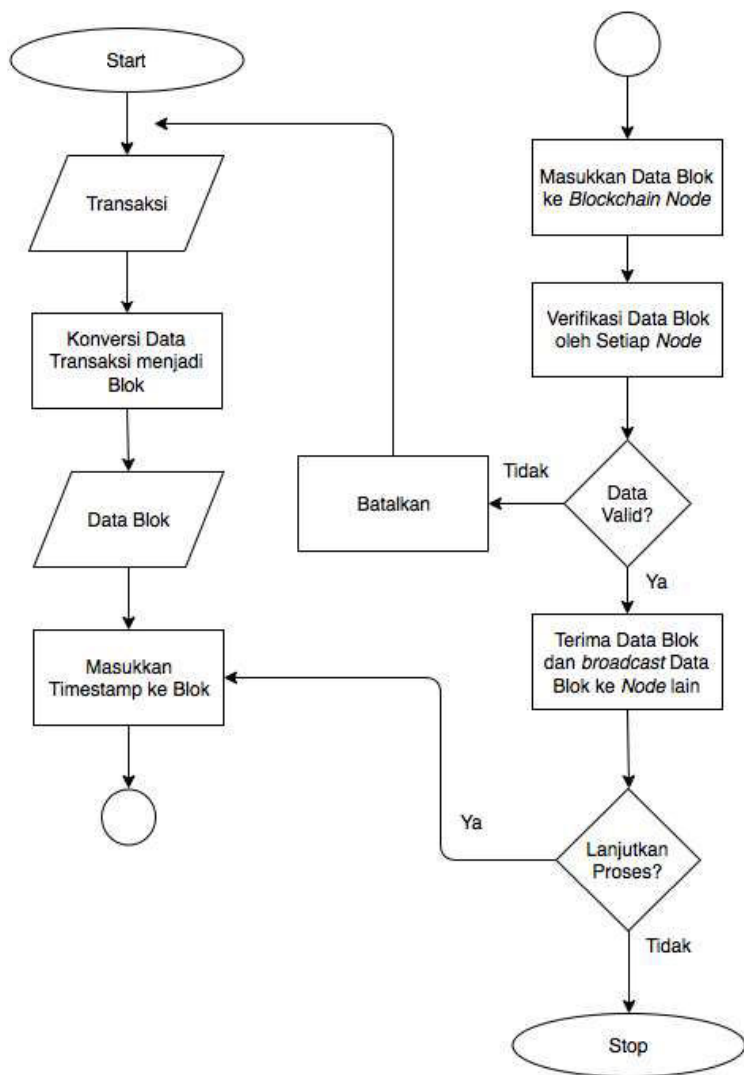 Start
Transaksi
Konversi Data
Transaksi menjadi
Blok
Data Blok
Masukkan
Timestamp ke Blok
Masukkan Data Blok
ke Blockchain Node
Verifikasi Data Blok
oleh Setiap Node
Data
Valid?
Tidak
Batalkan
Ya
Terima Data Blok
dan broadcast Data
Blok ke Node lain
Lanjutkan
Proses?
Ya
Tidak
Stop